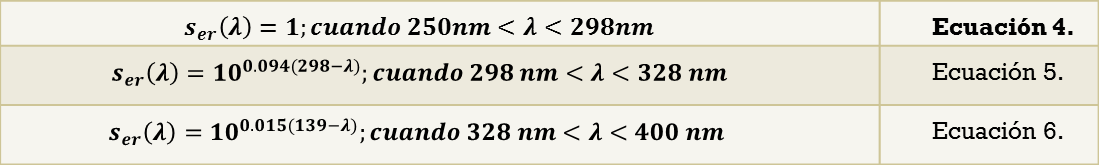 s_er(λ) = 1; cuando 250nm < λ < 298nm Ecuación 4.
s_er(λ) = 10^0.094(298−λ); cuando 298 nm < λ < 328 nm Ecuación 5.
s_er(λ) = 10^0.015(139−λ); cuando 328 nm < λ < 400 nm Ecuación 6.